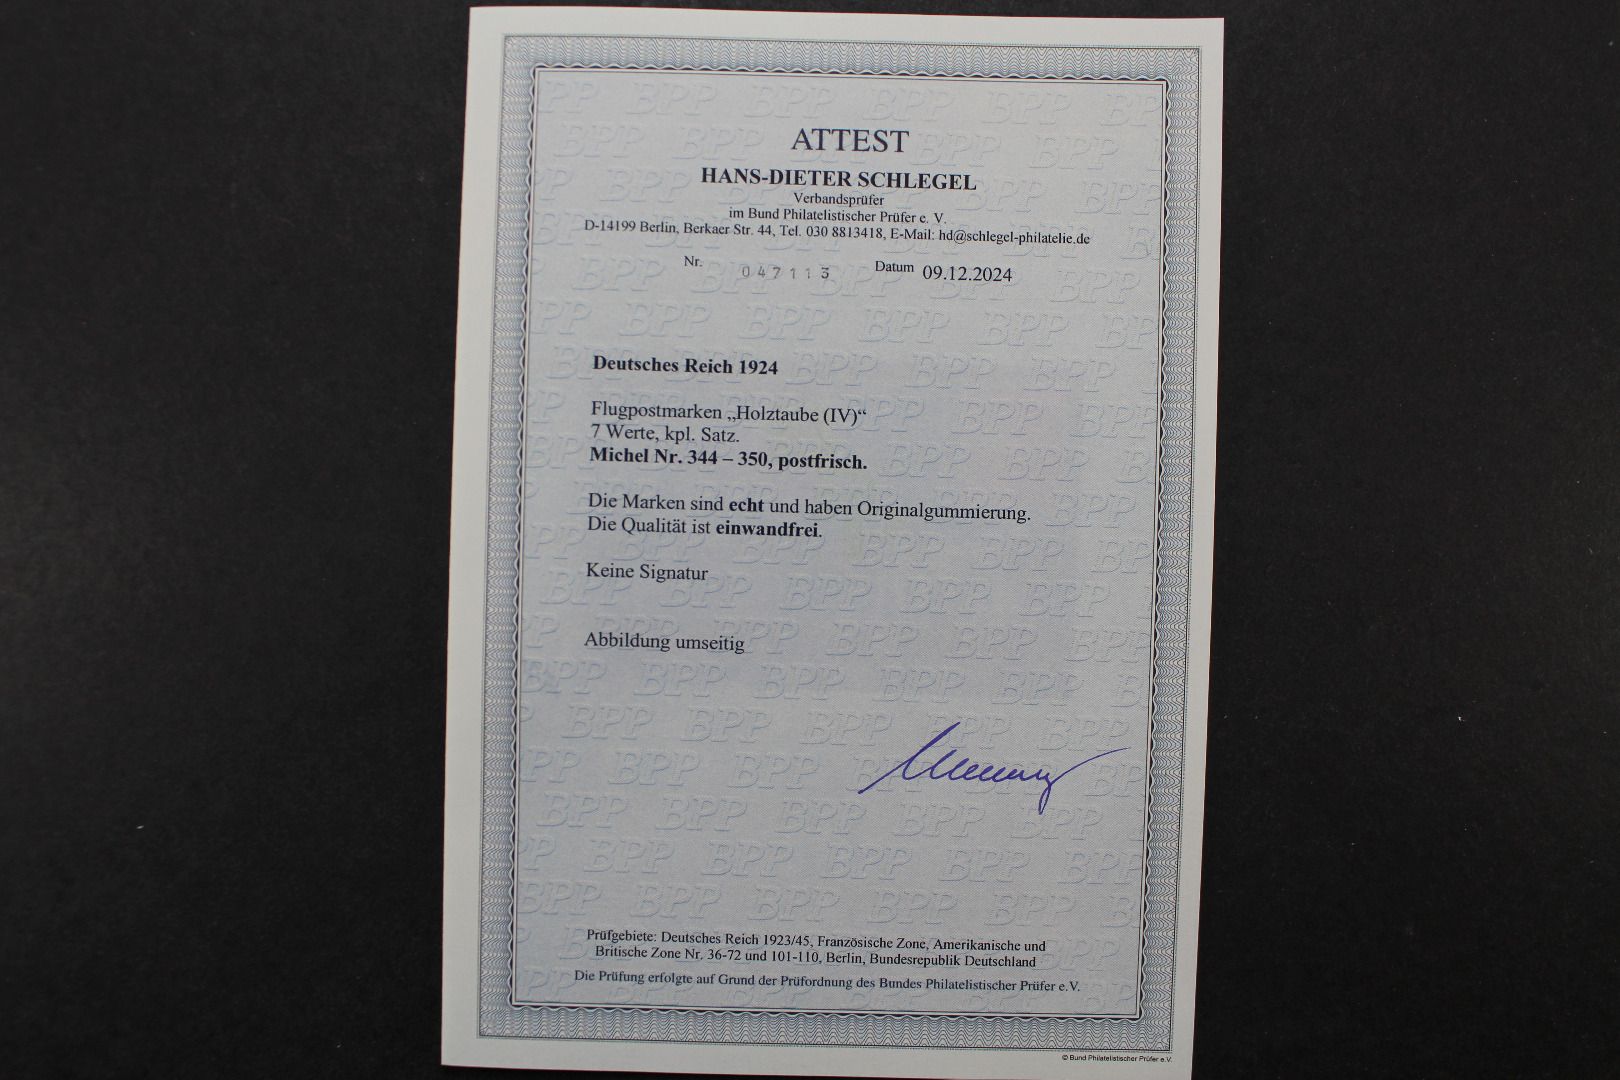 ATTEST
HANS-DIETER SCHLEGEL
Verbandsprüfer
im Bund Philatelistischer Prüfer e. V.
D-14199 Berlin, Berkaer Str. 44, Tel. 030 8813418, E-Mail: hd@schlegel-philatelie.de
Nr. 047113 Datum 09.12.2024
Deutsches Reich 1924
Flugpostmarken „Holztaube (IV)“
7 Werte, kpl. Satz.
Michel Nr. 344 – 350, postfrisch.
Die Marken sind echt und haben Originalgummierung.
Die Qualität ist einwandfrei.
Keine Signatur
Abbildung umseitig
Prüfgebiete: Deutsches Reich 1923/45, Französische Zone, Amerikanische und
Britische Zone Nr. 36-72 und 101-110, Berlin, Bundesrepublik Deutschland
Die Prüfung erfolgte auf Grund der Prüfordnung des Bundes Philatelistischer Prüfer e.V.
© Bund Philatelistischer Prüfer e.V.